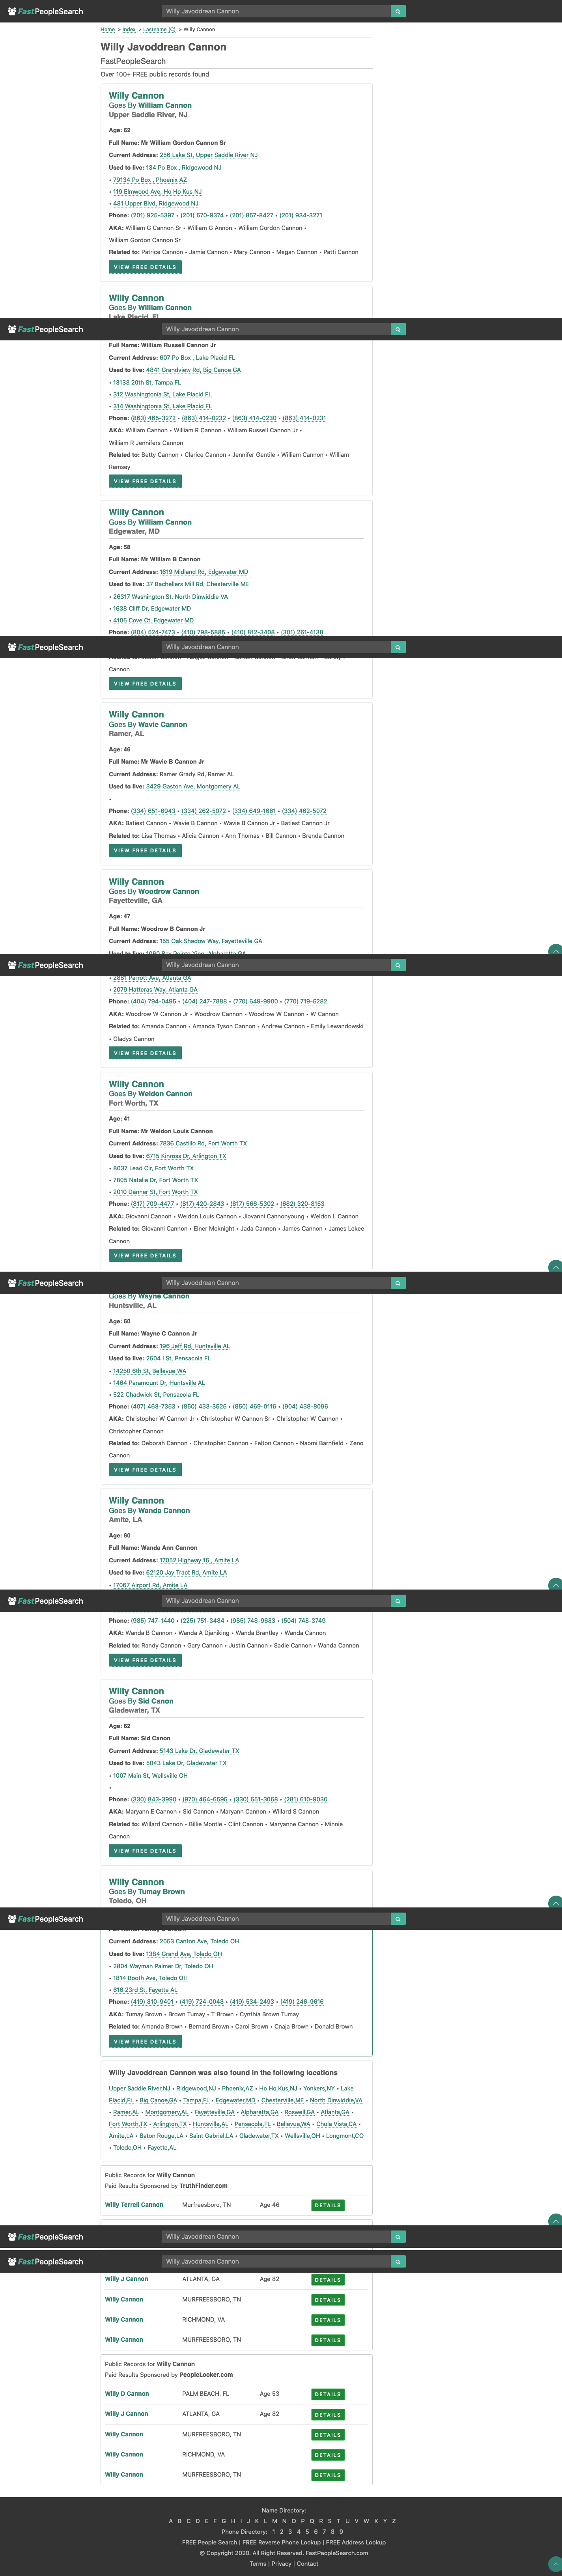 FastPeopleSearch
Willy Javoddrean Cannon
Home > Index > Lastname (C) > Willy Cannon
Willy Javoddrean Cannon
FastPeopleSearch
Over 100+ FREE public records found
Willy Cannon
Goes By William Cannon
Upper Saddle River, NJ
Age: 62
Full Name: Mr William Gordon Cannon Sr
Current Address: 256 Lake St, Upper Saddle River NJ
Used to live: 134 Po Box , Ridgewood NJ
• 79134 Po Box , Phoenix AZ
• 119 Elmwood Ave, Ho Ho Kus NJ
• 481 Upper Blvd, Ridgewood NJ
Phone: (201) 925-5397 • (201) 670-9374 • (201) 857-8427 • (201) 934-3271
AKA: William G Cannon Sr • William G Annon • William Gordon Cannon •
William Gordon Cannon Sr
Related to: Patrice Cannon • Jamie Cannon • Mary Cannon • Megan Cannon • Patti Cannon
VIEW FREE DETAILS
Willy Cannon
Goes By William Cannon
Lake Placid, FL
FastPeopleSearch
Willy Javoddrean Cannon
Full Name: William Russell Cannon Jr
Current Address: 607 Po Box , Lake Placid FL
Used to live: 4841 Grandview Rd, Big Canoe GA
• 13133 20th St, Tampa FL
• 312 Washingtonia St, Lake Placid FL
• 314 Washingtonia St, Lake Placid FL
Phone: (863) 465-3272 • (863) 414-0232 • (863) 414-0230 • (863) 414-0231
AKA: William Cannon • William R Cannon • William Russell Cannon Jr •
William R Jennifers Cannon
Related to: Betty Cannon • Clarice Cannon • Jennifer Gentile • William Cannon • William
Ramsey
VIEW FREE DETAILS
Willy Cannon
Goes By William Cannon
Edgewater, MD
Age: 58
Full Name: Mr William B Cannon
Current Address: 1619 Midland Rd, Edgewater MD
Used to live: 37 Bachellers Mill Rd, Chesterville ME
• 26317 Washington St, North Dinwiddie VA
• 1638 Cliff Dr, Edgewater MD
• 4105 Cove Ct, Edgewater MD
Phone: (804) 524-7473 • (410) 798-5885 • (410) 812-3408 • (301) 261-4138
FastPeopleSearch
Willy Javoddrean Cannon
Cannon
VIEW FREE DETAILS
Willy Cannon
Goes By Wavie Cannon
Ramer, AL
Age: 46
Full Name: Mr Wavie B Cannon Jr
Current Address: Ramer Grady Rd, Ramer AL
Used to live: 3429 Gaston Ave, Montgomery AL
•
Phone: (334) 651-6943 • (334) 262-5072 • (334) 649-1661 • (334) 462-5072
AKA: Batiest Cannon • Wavie B Cannon • Wavie B Cannon Jr • Batiest Cannon Jr
Related to: Lisa Thomas • Alicia Cannon • Ann Thomas • Bill Cannon • Brenda Cannon
VIEW FREE DETAILS
Willy Cannon
Goes By Woodrow Cannon
Fayetteville, GA
Age: 47
Full Name: Woodrow B Cannon Jr
Current Address: 155 Oak Shadow Way, Fayetteville GA
FastPeopleSearch
Willy Javoddrean Cannon
• 2881 Parrott Ave, Atlanta GA
• 2079 Hatteras Way, Atlanta GA
Phone: (404) 794-0495 • (404) 247-7888 • (770) 649-9900 • (770) 719-5282
AKA: Woodrow W Cannon Jr • Woodrow Cannon • Woodrow W Cannon • W Cannon
Related to: Amanda Cannon • Amanda Tyson Cannon • Andrew Cannon • Emily Lewandowski
• Gladys Cannon
VIEW FREE DETAILS
Willy Cannon
Goes By Weldon Cannon
Fort Worth, TX
Age: 41
Full Name: Mr Weldon Louis Cannon
Current Address: 7836 Castillo Rd, Fort Worth TX
Used to live: 6715 Kinross Dr, Arlington TX
• 8037 Lead Cir, Fort Worth TX
• 7805 Natalie Dr, Fort Worth TX
• 2010 Danner St, Fort Worth TX
Phone: (817) 709-4477 • (817) 420-2843 • (817) 566-5302 • (682) 320-8153
AKA: Giovanni Cannon • Weldon Louis Cannon • Jiovanni Cannonyoung • Weldon L Cannon
Related to: Giovanni Cannon • Elner Mcknight • Jada Cannon • James Cannon • James Lekee
Cannon
VIEW FREE DETAILS
FastPeopleSearch
Willy Javoddrean Cannon
Goes By Wayne Cannon
Huntsville, AL
Age: 60
Full Name: Wayne C Cannon Jr
Current Address: 196 Jeff Rd, Huntsville AL
Used to live: 2604 I St, Pensacola FL
• 14250 6th St, Bellevue WA
• 1464 Paramount Dr, Huntsville AL
• 522 Chadwick St, Pensacola FL
Phone: (407) 463-7353 • (850) 433-3525 • (850) 469-0116 • (904) 438-8096
AKA: Christopher W Cannon Jr • Christopher W Cannon Sr • Christopher W Cannon •
Christopher Cannon
Related to: Deborah Cannon • Christopher Cannon • Felton Cannon • Naomi Barnfield • Zeno
Cannon
VIEW FREE DETAILS
Willy Cannon
Goes By Wanda Cannon
Amite, LA
Age: 60
Full Name: Wanda Ann Cannon
Current Address: 17052 Highway 16 , Amite LA
Used to live: 62120 Jay Tract Rd, Amite LA
• 17067 Airport Rd, Amite LA
FastPeopleSearch
Willy Javoddrean Cannon
Phone: (985) 747-1440 • (225) 751-3484 • (985) 748-9683 • (504) 748-3749
AKA: Wanda B Cannon • Wanda A Djaniking • Wanda Brantley • Wanda Cannon
Related to: Randy Cannon • Gary Cannon • Justin Cannon • Sadie Cannon • Wanda Cannon
VIEW FREE DETAILS
Willy Cannon
Goes By Sid Canon
Gladewater, TX
Age: 62
Full Name: Sid Canon
Current Address: 5143 Lake Dr, Gladewater TX
Used to live: 5043 Lake Dr, Gladewater TX
• 1007 Main St, Wellsville OH
•
Phone: (330) 843-3990 • (970) 464-6595 • (330) 651-3068 • (281) 610-9030
AKA: Maryann E Cannon • Sid Cannon • Maryann Cannon • Willard S Cannon
Related to: Willard Cannon • Billie Montle • Clint Cannon • Maryanne Cannon • Minnie
Cannon
VIEW FREE DETAILS
Willy Cannon
Goes By Tumay Brown
Toledo, OH
FastPeopleSearch
Willy Javoddrean Cannon
Current Address: 2053 Canton Ave, Toledo OH
Used to live: 1384 Grand Ave, Toledo OH
• 2804 Wayman Palmer Dr, Toledo OH
• 1814 Booth Ave, Toledo OH
• 616 23rd St, Fayette AL
Phone: (419) 810-9401 • (419) 724-0048 • (419) 534-2493 • (419) 246-9616
AKA: Tumay Brown • Brown Tumay • T Brown • Cynthia Brown Tumay
Related to: Amanda Brown • Bernard Brown • Carol Brown • Cnaja Brown • Donald Brown
VIEW FREE DETAILS
Willy Javoddrean Cannon was also found in the following locations
Upper Saddle River,NJ • Ridgewood,NJ • Phoenix,AZ • Ho Ho Kus,NJ • Yonkers,NY • Lake
Placid,FL • Big Canoe,GA • Tampa,FL • Edgewater,MD • Chesterville,ME • North Dinwiddie,VA
• Ramer,AL • Montgomery,AL • Fayetteville,GA • Alpharetta,GA • Roswell,GA • Atlanta,GA •
Fort Worth,TX • Arlington,TX • Huntsville,AL • Pensacola,FL • Bellevue,WA • Chula Vista,CA •
Amite,LA • Baton Rouge,LA • Saint Gabriel,LA • Gladewater,TX • Wellsville,OH • Longmont,CO
• Toledo,OH • Fayette,AL
Public Records for Willy Cannon
Paid Results Sponsored by TruthFinder.com
Willy Terrell Cannon Murfreesboro, TN Age 46 DETAILS
FastPeopleSearch
Willy Javoddrean Cannon
FastPeopleSearch
Willy Javoddrean Cannon
Willy J Cannon ATLANTA, GA Age 82 DETAILS
Willy Cannon MURFREESBORO, TN DETAILS
Willy Cannon RICHMOND, VA DETAILS
Willy Cannon MURFREESBORO, TN DETAILS
Public Records for Willy Cannon
Paid Results Sponsored by PeopleLooker.com
Willy D Cannon PALM BEACH, FL Age 53 DETAILS
Willy J Cannon ATLANTA, GA Age 82 DETAILS
Willy Cannon MURFREESBORO, TN DETAILS
Willy Cannon RICHMOND, VA DETAILS
Willy Cannon MURFREESBORO, TN DETAILS
Name Directory:
A B C D E F G H I J K L M N O P Q R S T U V W X Y Z
Phone Directory: 1 2 3 4 5 6 7 8 9
FREE People Search | FREE Reverse Phone Lookup | FREE Address Lookup
© Copyright 2020. All Right Reserved. FastPeopleSearch.com
Terms | Privacy | Contact